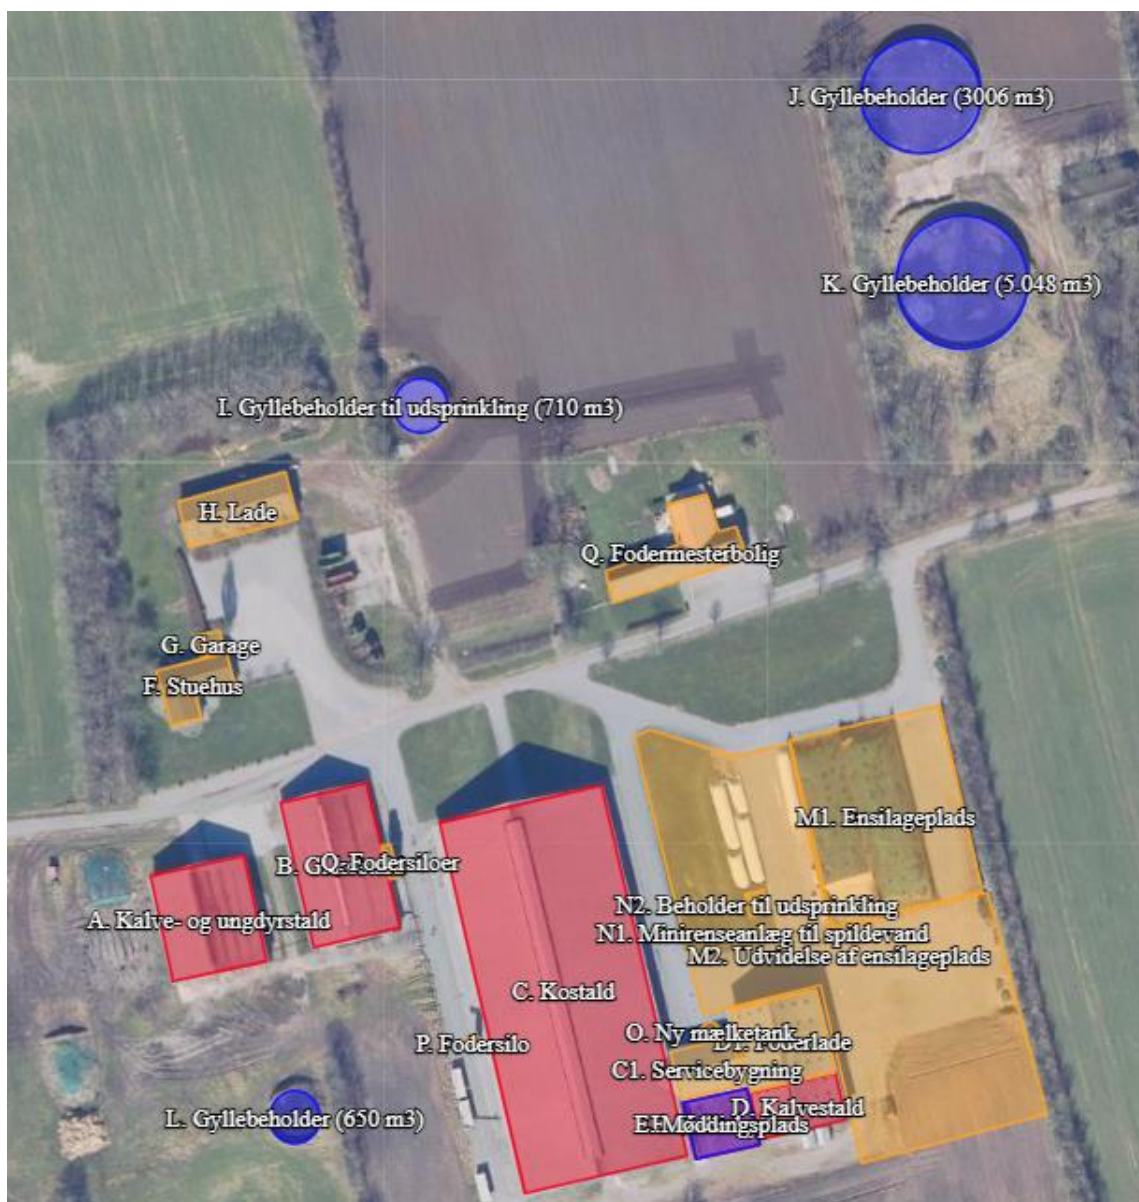 J. Gyllebeholder (3006 m3)
K. Gyllebeholder (5.048 m3)
I. Gyllebeholder til udsprinkling (710 m3)
H. Lade
Q. Fodermesterbolig
G. Garage
F. Stuehus
M1. Ensilageplads
B. G
Q. Fodersiloer
N2. Beholder til udsprinkling
A. Kalve- og ungdyrstald
N1. Minirenseanlæg til spildevand
M2. Udvidelse af ensilageplads
C. Kostald
O. Ny mælketank
P. Fodersilo
Foderlade
C1. Servicebygning
D. Kalvestald
L. Gyllebeholder (650 m3)
Møddingsplads